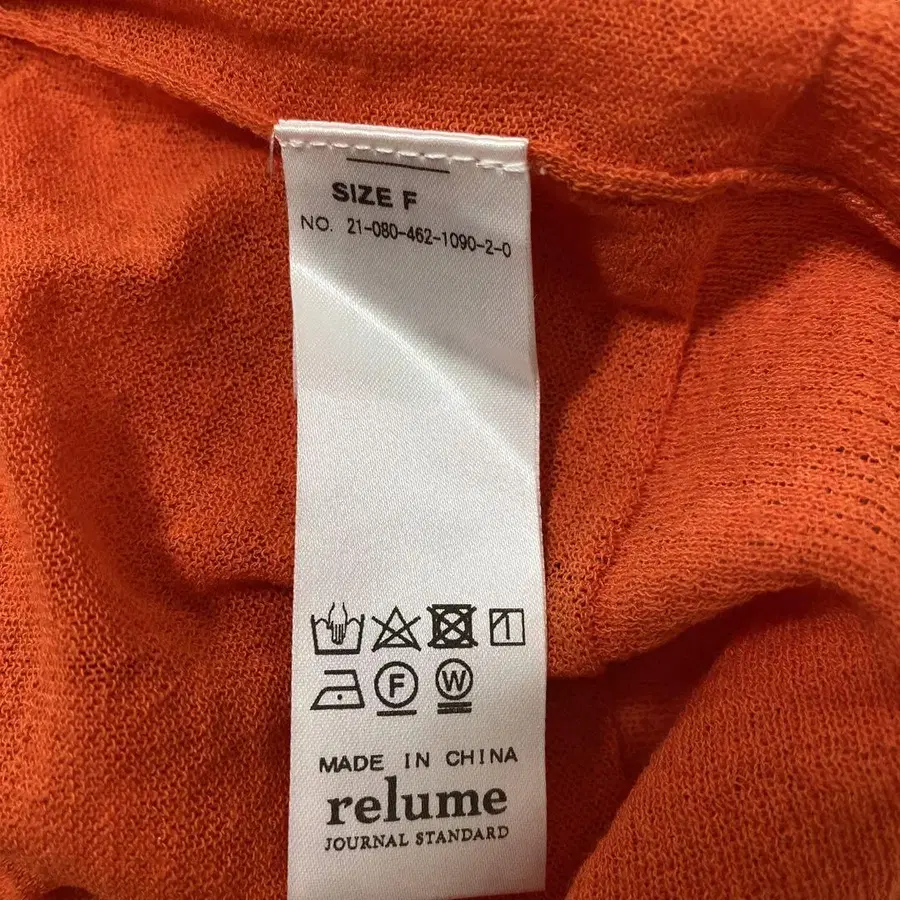 SIZE F
NO. 21-080-462-1090-2-0
F W
MADE IN CHINA
relume
JOURNAL STANDARD